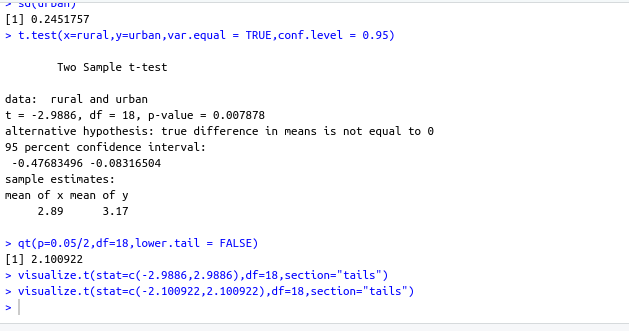 > sd(urban)
[1] 0.2451757
> t.test(x=rural,y=urban,var.equal = TRUE,conf.level = 0.95)
Two Sample t-test
data:  rural and urban
t = -2.9886, df = 18, p-value = 0.007878
alternative hypothesis: true difference in means is not equal to 0
95 percent confidence interval:
-0.47683496 -0.08316504
sample estimates:
mean of x mean of y
2.89      3.17
> qt(p=0.05/2,df=18,lower.tail = FALSE)
[1] 2.100922
> visualize.t(stat=c(-2.9886,2.9886),df=18,section="tails")
> visualize.t(stat=c(-2.100922,2.100922),df=18,section="tails")
>